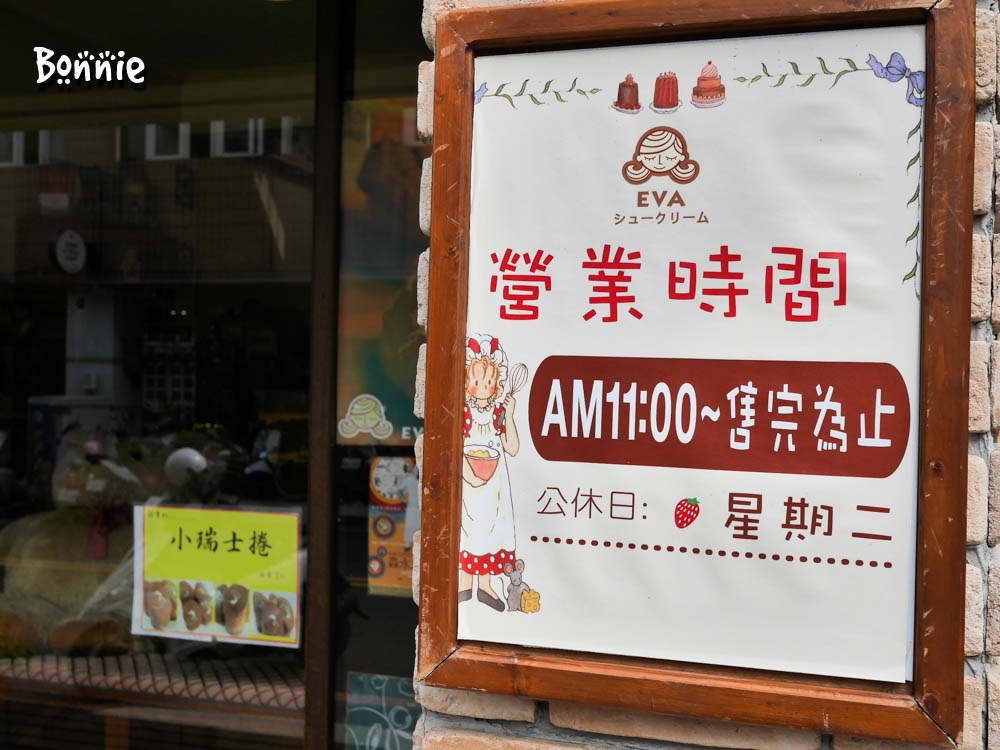 Bonnie
EVA
シュークリーム
營業時間
AM11:00~售完為止
公休日: 星期二
小瑞士捲
EV